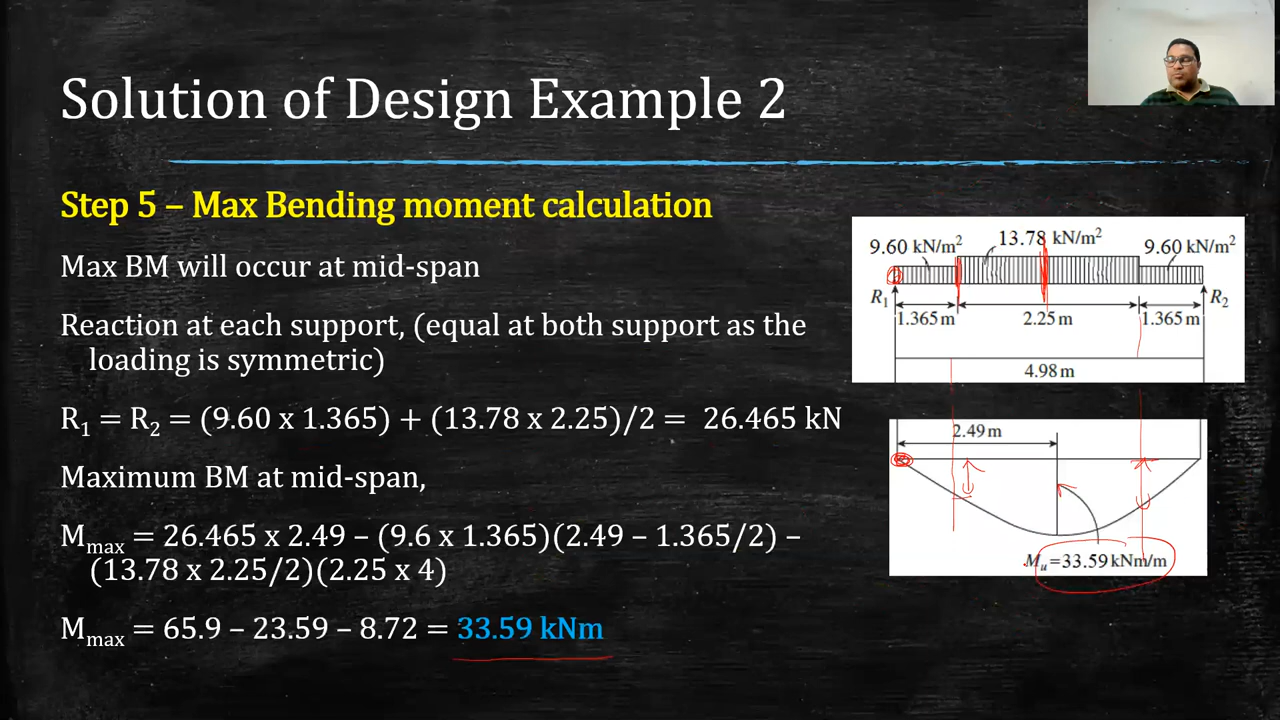 Solution of Design Example 2
Step 5 – Max Bending moment calculation
Max BM will occur at mid-span
Reaction at each support, (equal at both support as the
loading is symmetric)
R₁ = R₂ = (9.60 x 1.365) + (13.78 x 2.25)/2 = 26.465 kN
Maximum BM at mid-span,
Mmax = 26.465 x 2.49 – (9.6 x 1.365)(2.49 – 1.365/2) –
(13.78 x 2.25/2)(2.25 x 4)
Mmax = 65.9 – 23.59 – 8.72 = 33.59 kNm
9.60 kN/m² 13.78 kN/m² 9.60 kN/m²
R₁ R₂
1.365 m 2.25 m 1.365 m
4.98 m
2.49 m
Mu=33.59 kNm/m